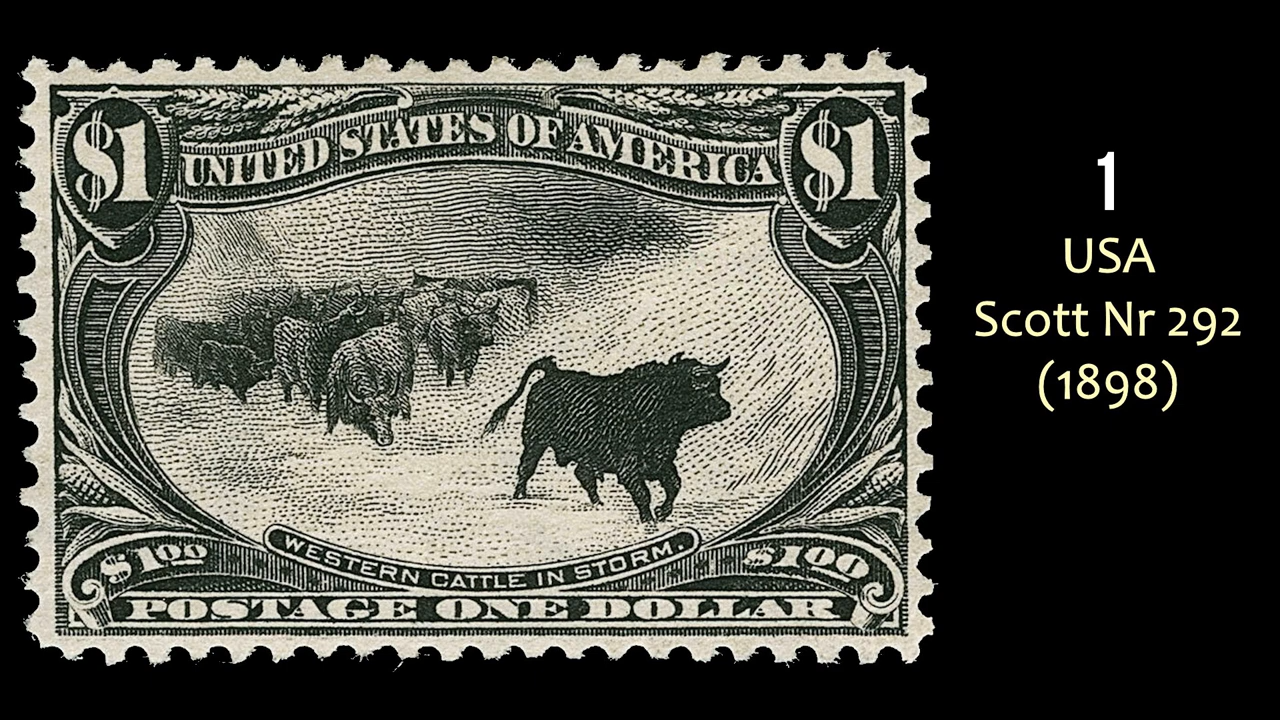 $1
UNITED STATES OF AMERICA
$1
$1.00
WESTERN CATTLE IN STORM.
$1.00
POSTAGE ONE DOLLAR
1
USA
Scott Nr 292
(1898)